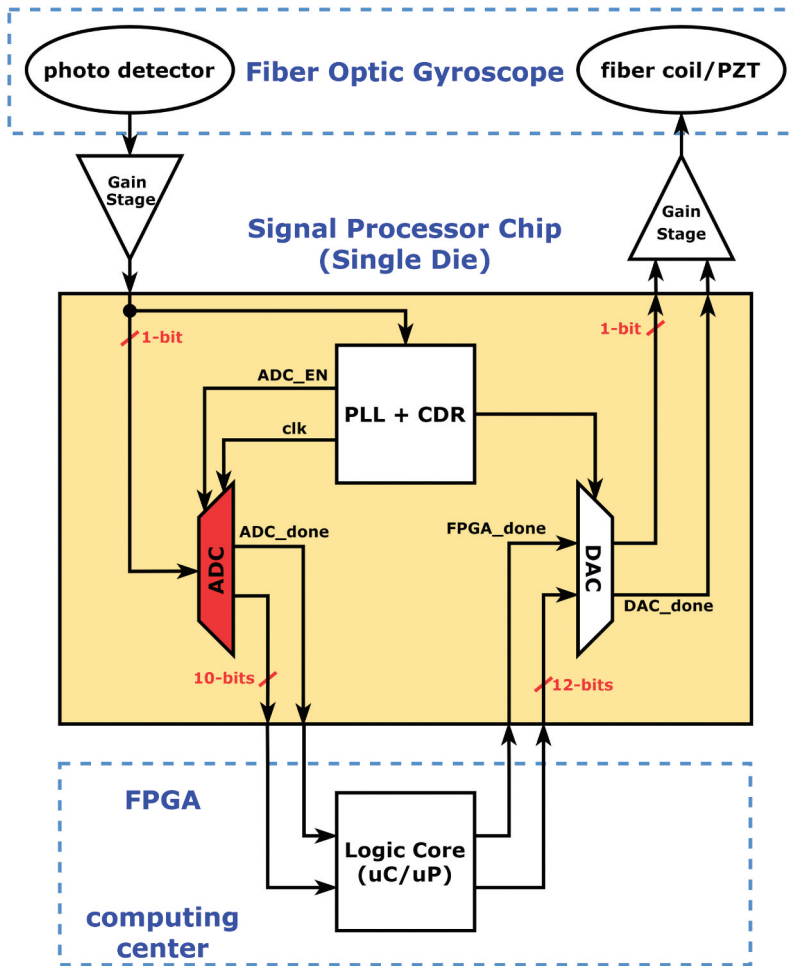 photo detector
Fiber Optic Gyroscope
fiber coil/PZT
Gain
Stage
Gain
Stage
Signal Processor Chip
(Single Die)
1-bit
1-bit
ADC_EN
PLL + CDR
clk
ADC_done
FPGA_done
ADC
DAC
DAC_done
10-bits
12-bits
FPGA
Logic Core
(uC/uP)
computing
center